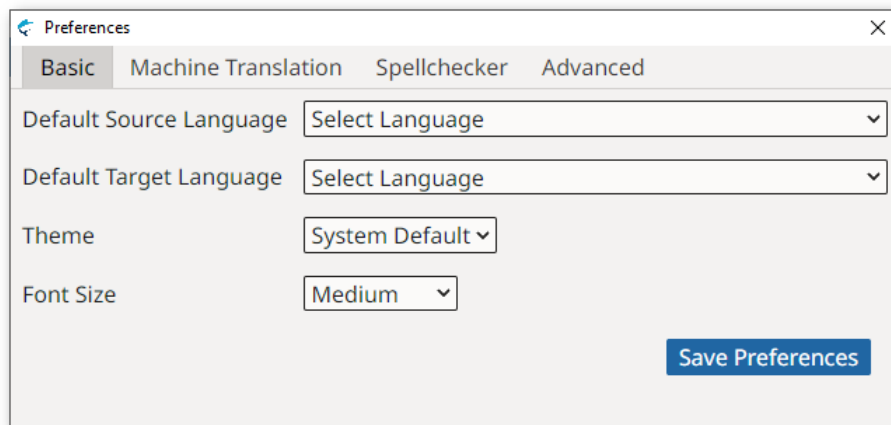 Preferences
Basic Machine Translation Spellchecker Advanced
Default Source Language Select Language
Default Target Language Select Language
Theme System Default
Font Size Medium
Save Preferences